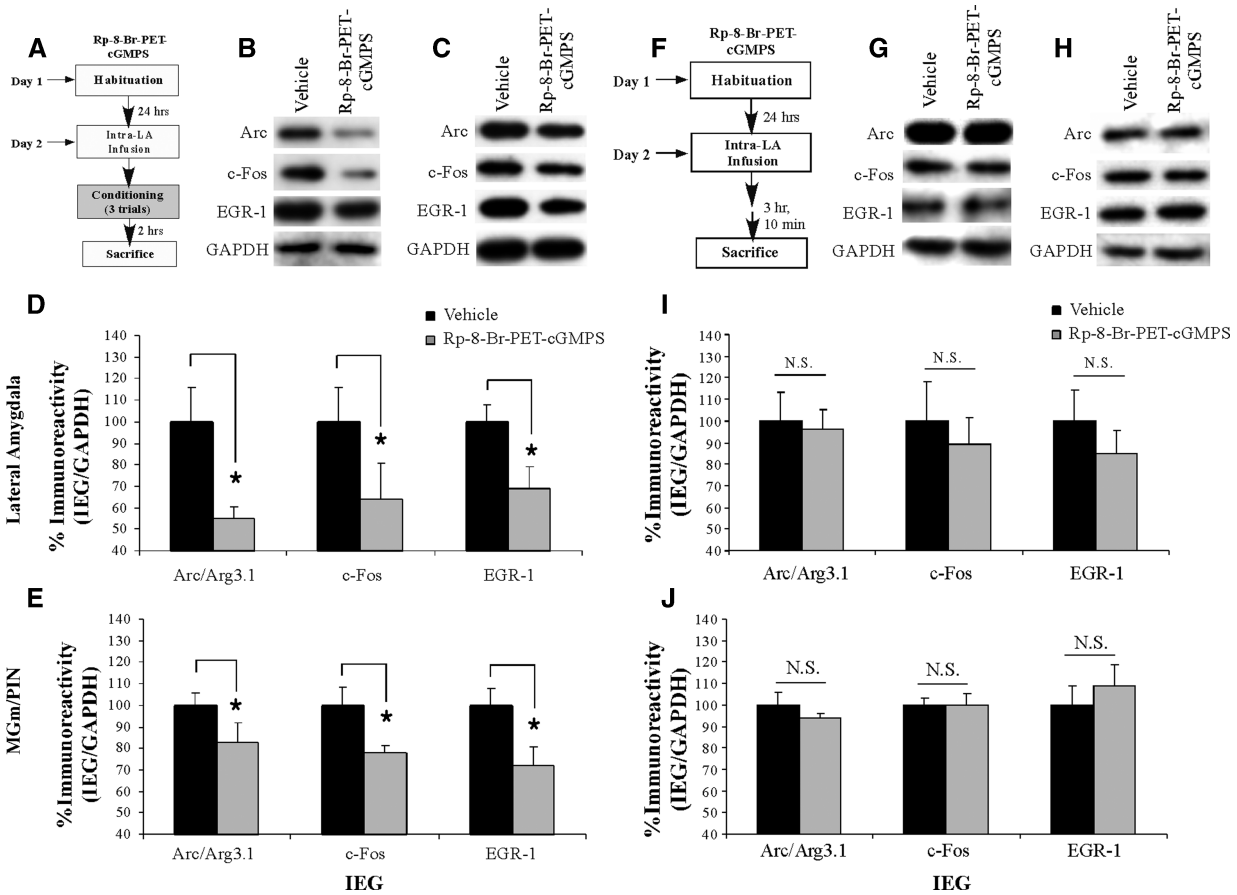 A
Rp-8-Br-PET-
cGMPS
Day 1
Habituation
24 hrs
Day 2
Intra-LA
Infusion
Conditioning
(3 trials)
2 hrs
Sacrifice
B
Vehicle
Rp-8-Br-PET-
cGMPS
Arc
c-Fos
EGR-1
GAPDH
C
Vehicle
Rp-8-Br-PET-
cGMPS
Arc
c-Fos
EGR-1
GAPDH
F
Rp-8-Br-PET-
cGMPS
Day 1
Habituation
24 hrs
Day 2
Intra-LA
Infusion
3 hr,
10 min
Sacrifice
G
Vehicle
Rp-8-Br-PET-
cGMPS
Arc
c-Fos
EGR-1
GAPDH
H
Vehicle
Rp-8-Br-PET-
cGMPS
Arc
c-Fos
EGR-1
GAPDH
D
Vehicle
Rp-8-Br-PET-cGMPS
Lateral Amygdala
% Immunoreactivity
(IEG/GAPDH)
140
130
120
110
100
90
80
70
60
50
40
*
*
*
Arc/Arg3.1
c-Fos
EGR-1
I
Vehicle
Rp-8-Br-PET-cGMPS
%Immunoreactivity
(IEG/GAPDH)
140
130
120
110
100
90
80
70
60
50
40
N.S.
N.S.
N.S.
Arc/Arg3.1
c-Fos
EGR-1
E
MGm/PIN
%Immunoreactivity
(IEG/GAPDH)
140
130
120
110
100
90
80
70
60
50
40
*
*
*
Arc/Arg3.1
c-Fos
EGR-1
IEG
J
%Immunoreactivity
(IEG/GAPDH)
140
130
120
110
100
90
80
70
60
50
40
N.S.
N.S.
N.S.
Arc/Arg3.1
c-Fos
EGR-1
IEG